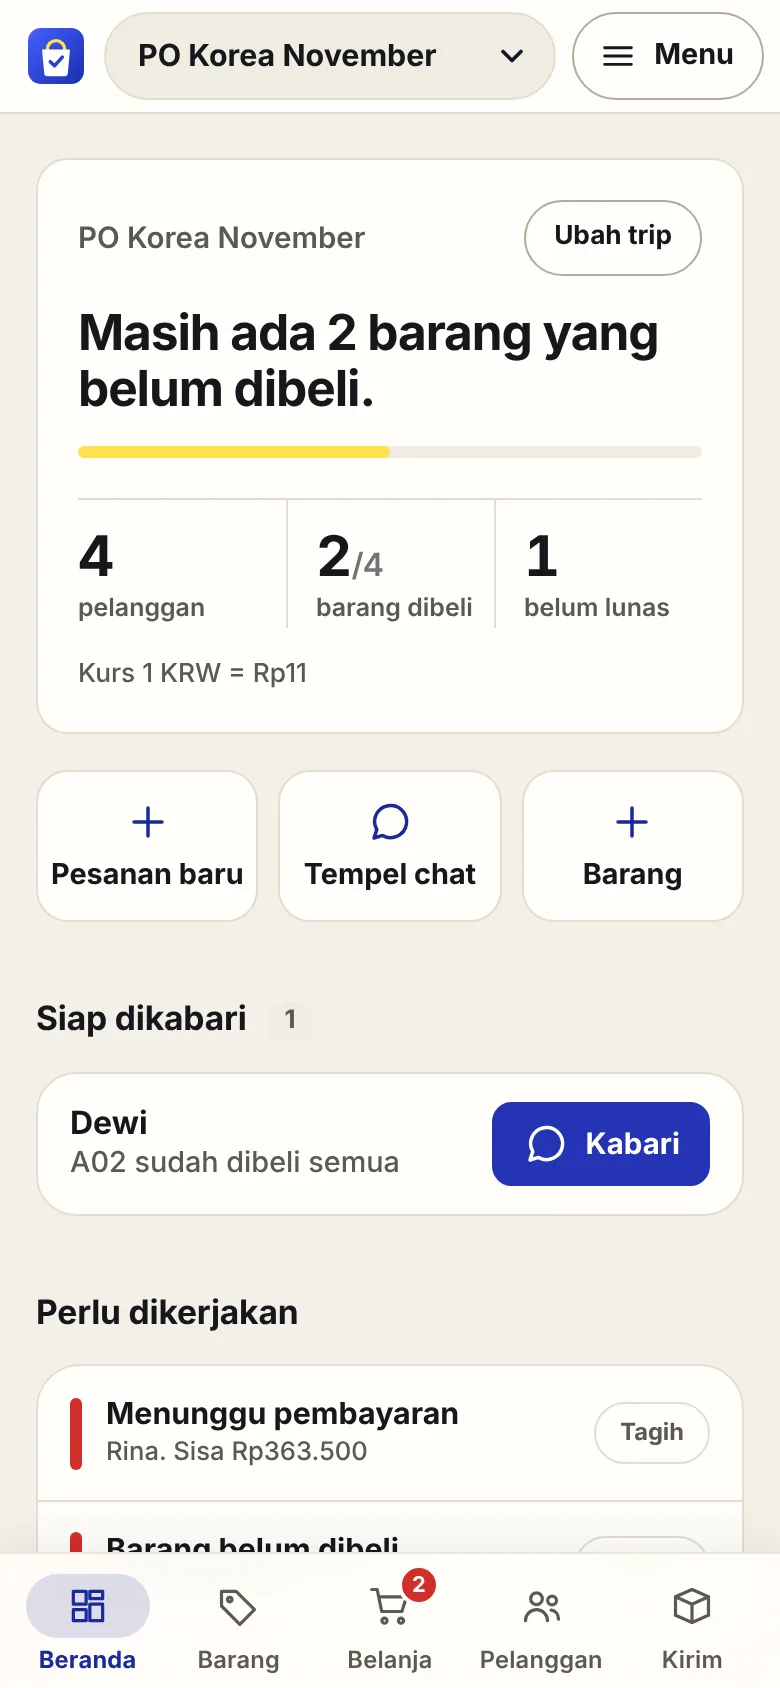 PO Korea November
Menu
PO Korea November
Ubah trip
Masih ada 2 barang yang
belum dibeli.
4
pelanggan
2/4
barang dibeli
1
belum lunas
Kurs 1 KRW = Rp11
Pesanan baru
Tempel chat
Barang
Siap dikabari 1
Dewi
A02 sudah dibeli semua
Kabari
Perlu dikerjakan
Menunggu pembayaran
Rina. Sisa Rp363.500
Tagih
Barang belum dibeli
2
Beranda
Barang
Belanja
Pelanggan
Kirim